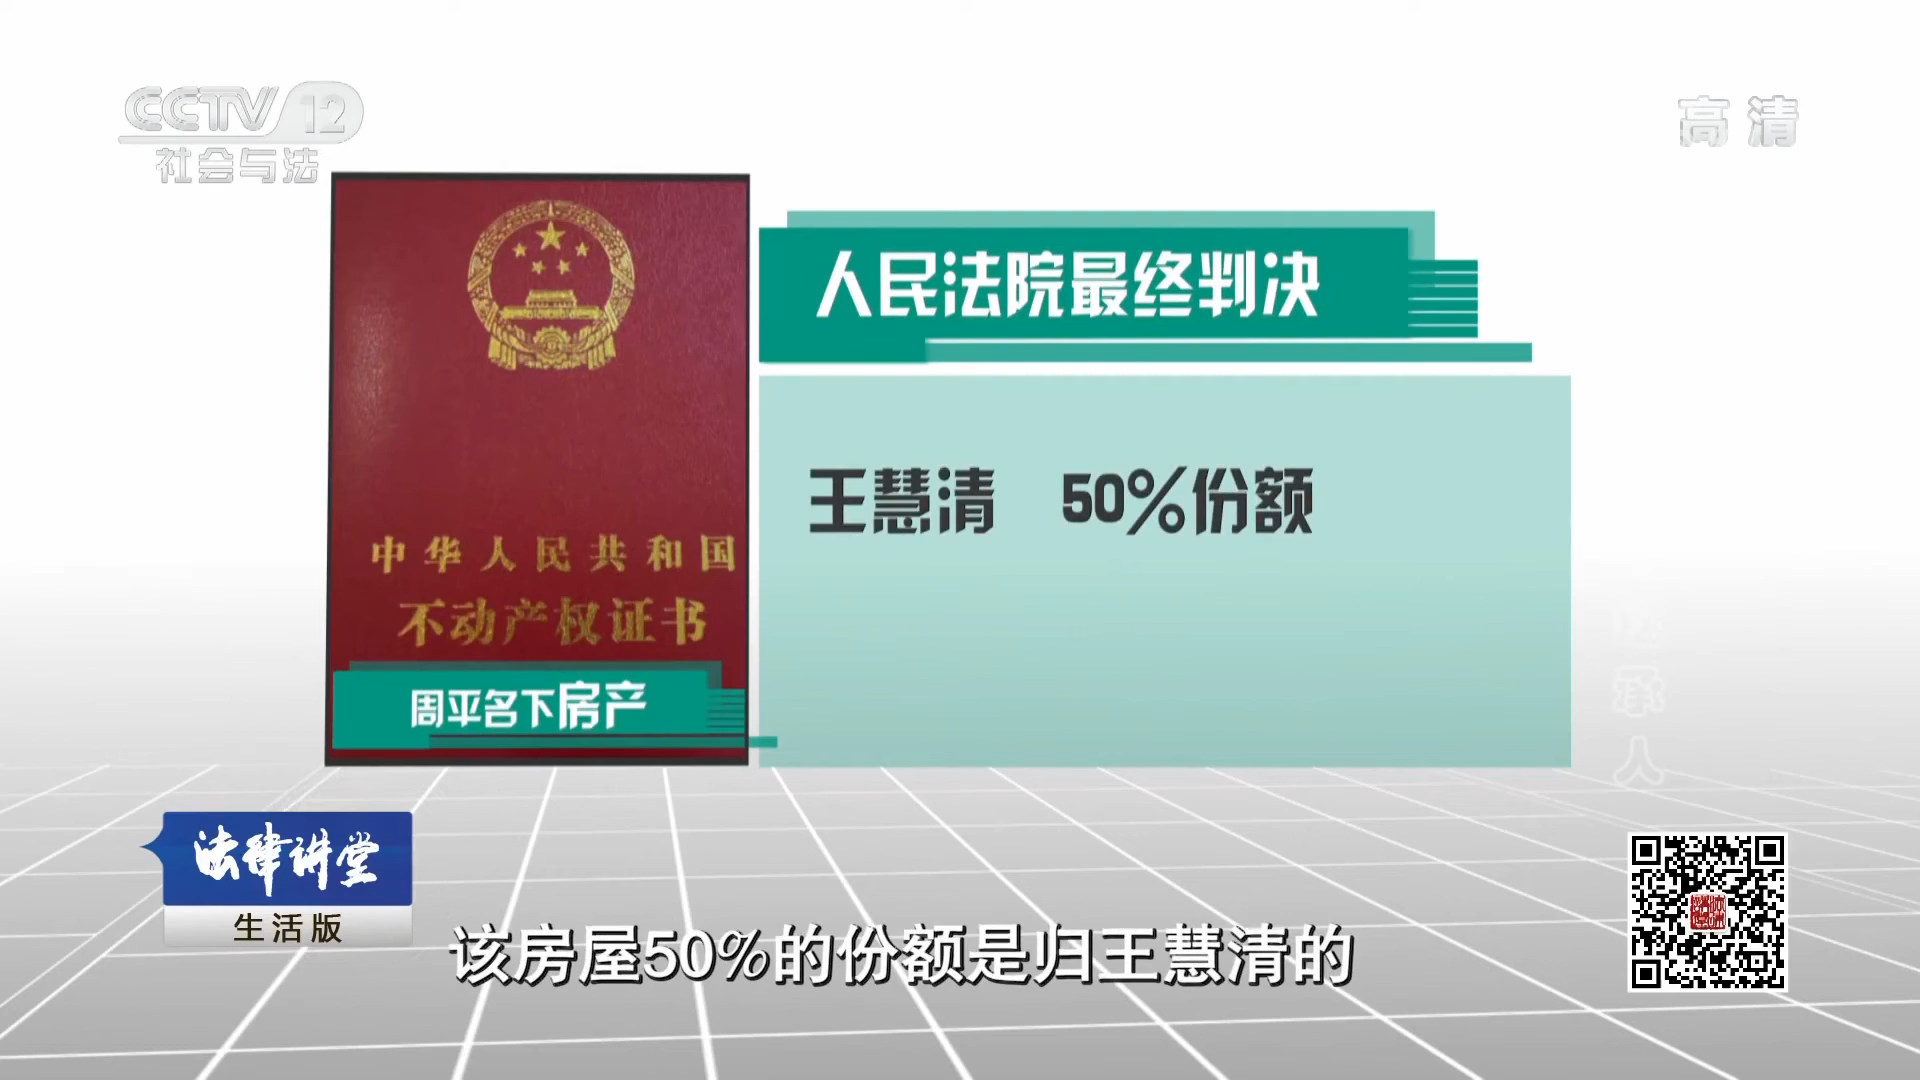 CCTV 12
社会与法
高清
人民法院最终判决
王慧清 50%份额
中华人民共和国
不动产权证书
周平名下房产
承人
法律讲堂
生活版
该房屋50%的份额是归王慧清的